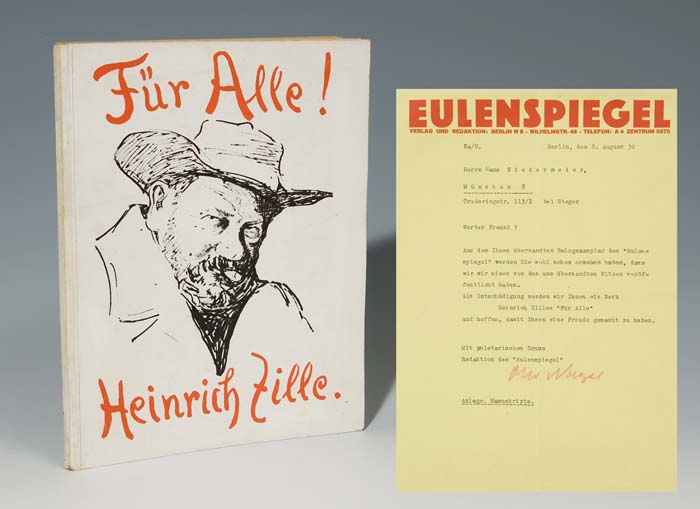 Für Alle!
Heinrich Zille.
EULENSPIEGEL
VERLAG UND REDAKTION: BERLIN W 8 - WILHELMSTR. 48 - TELEFON: A 4 ZENTRUM 5675
Berlin, den 8. August 30
Herrn Hans Niedermeier,
München 8
Truderingstr. 113/I bei Steger
Werter Freund!
Aus dem Ihnen übersandten Belegexemplar des "Eulen
spiegel" werden Sie wohl schon ersehen haben, dass
wir wir einen von den uns übersandten Witzen veröf
fentlicht haben.
Als Entschädigung senden wir Ihnen ein Werk
Heinrich Zilles "Für Alle"
und hoffen, damit Ihnen eine Freude gemacht zu haben.
Mit proletarischem Gruss
Redaktion des "Eulenspiegel"
Anlage. Manuskripte.